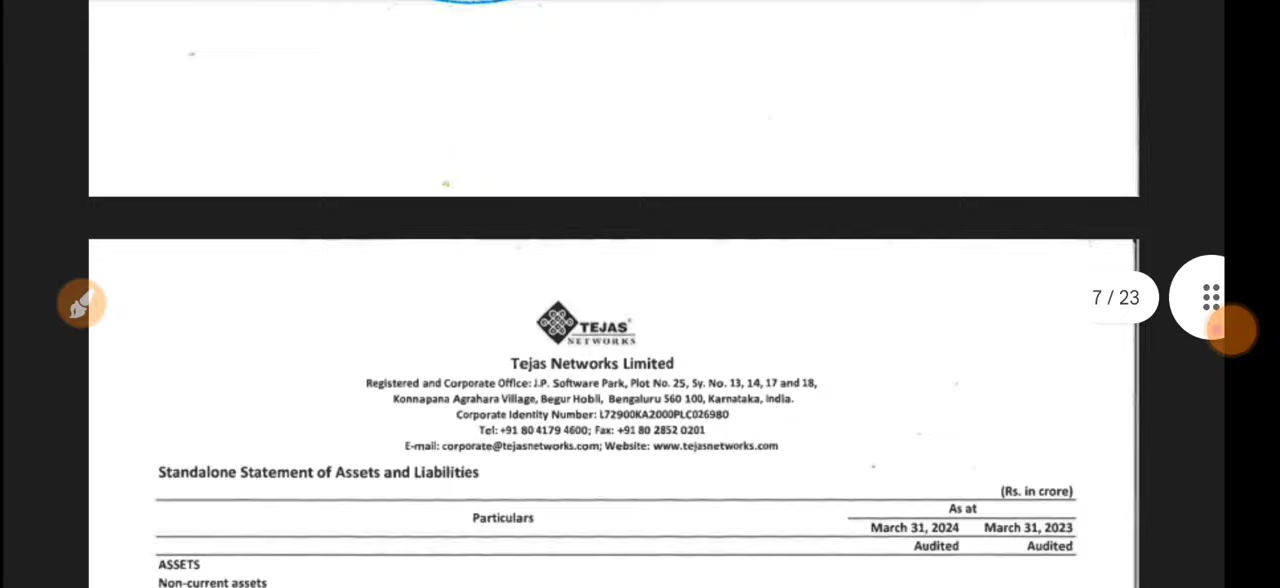 7 / 23
TEJAS
NETWORKS
Tejas Networks Limited
Registered and Corporate Office: J.P. Software Park, Plot No. 25, Sy. No. 13, 14, 17 and 18,
Konnapana Agrahara Village, Begur Hobli, Bengaluru 560 100, Karnataka, India.
Corporate Identity Number: L72900KA2000PLC026980
Tel: +91 80 4179 4600; Fax: +91 80 2852 0201
E-mail: corporate@tejasnetworks.com; Website: www.tejasnetworks.com
Standalone Statement of Assets and Liabilities
(Rs. in crore)
Particulars
As at
March 31, 2024 March 31, 2023
Audited Audited
ASSETS
Non-current assets